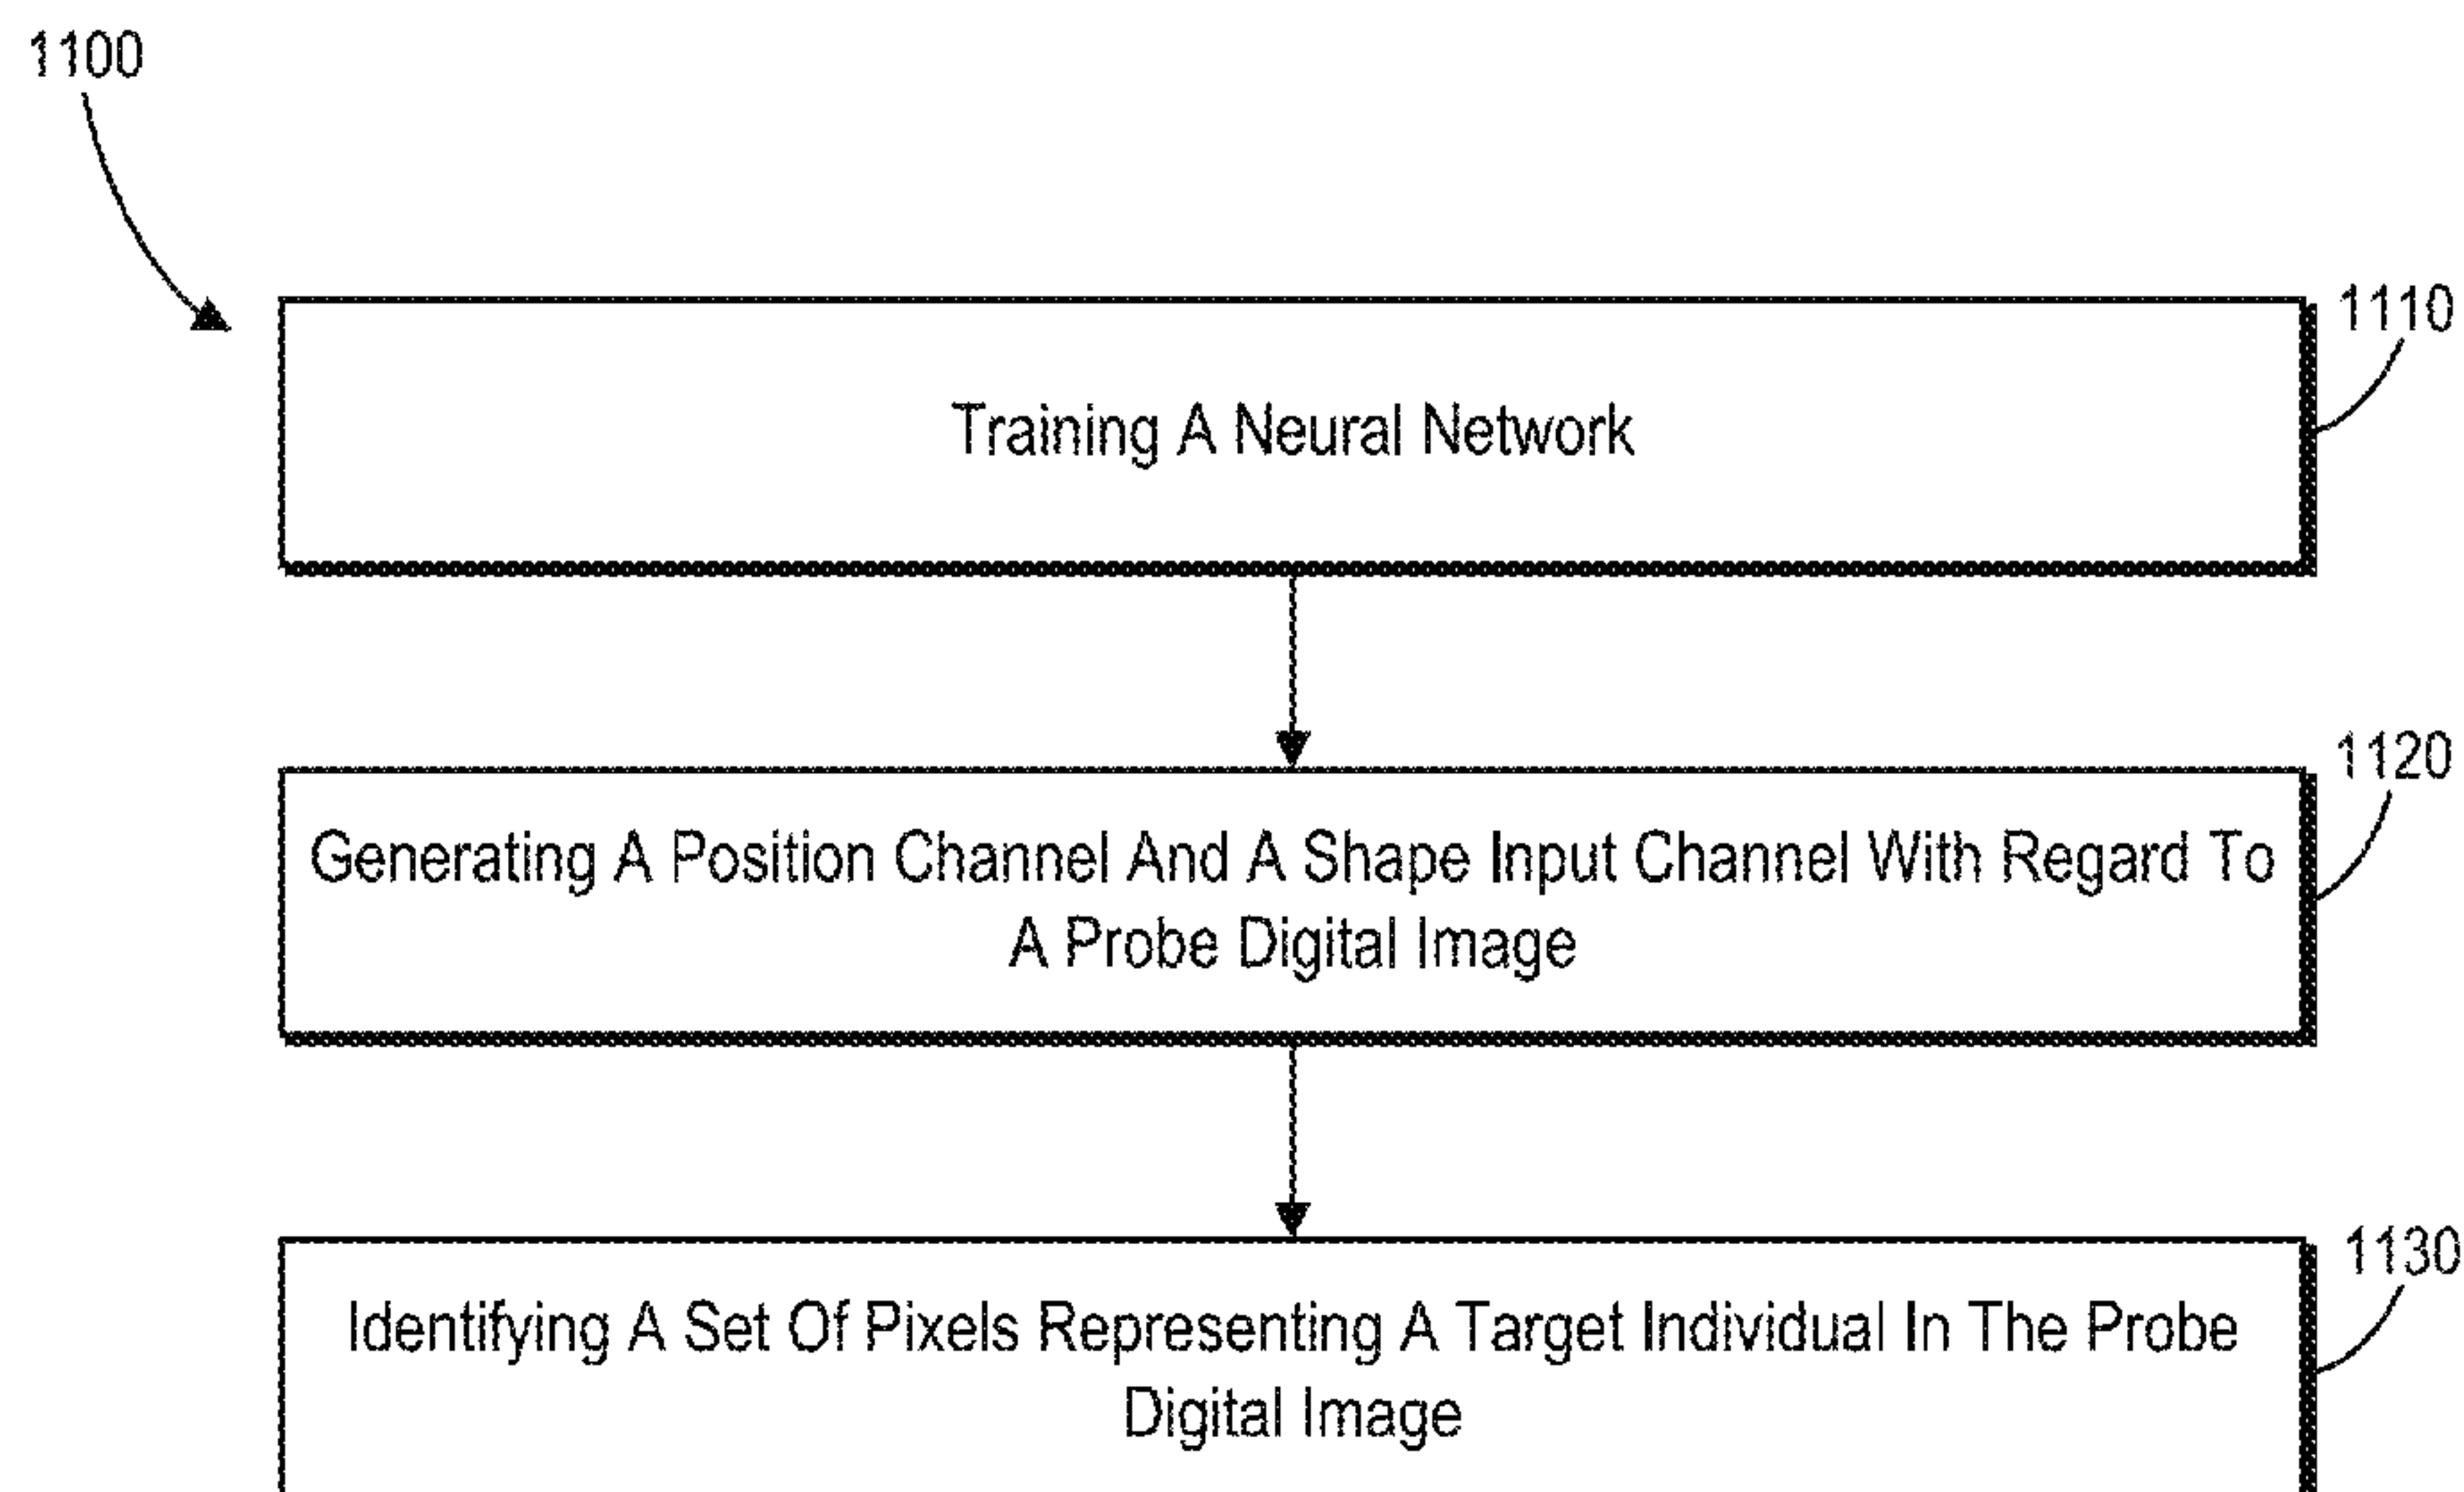 1100
1110
Training A Neural Network
1120
Generating A Position Channel And A Shape Input Channel With Regard To
A Probe Digital Image
1130
Identifying A Set Of Pixels Representing A Target Individual In The Probe
Digital Image